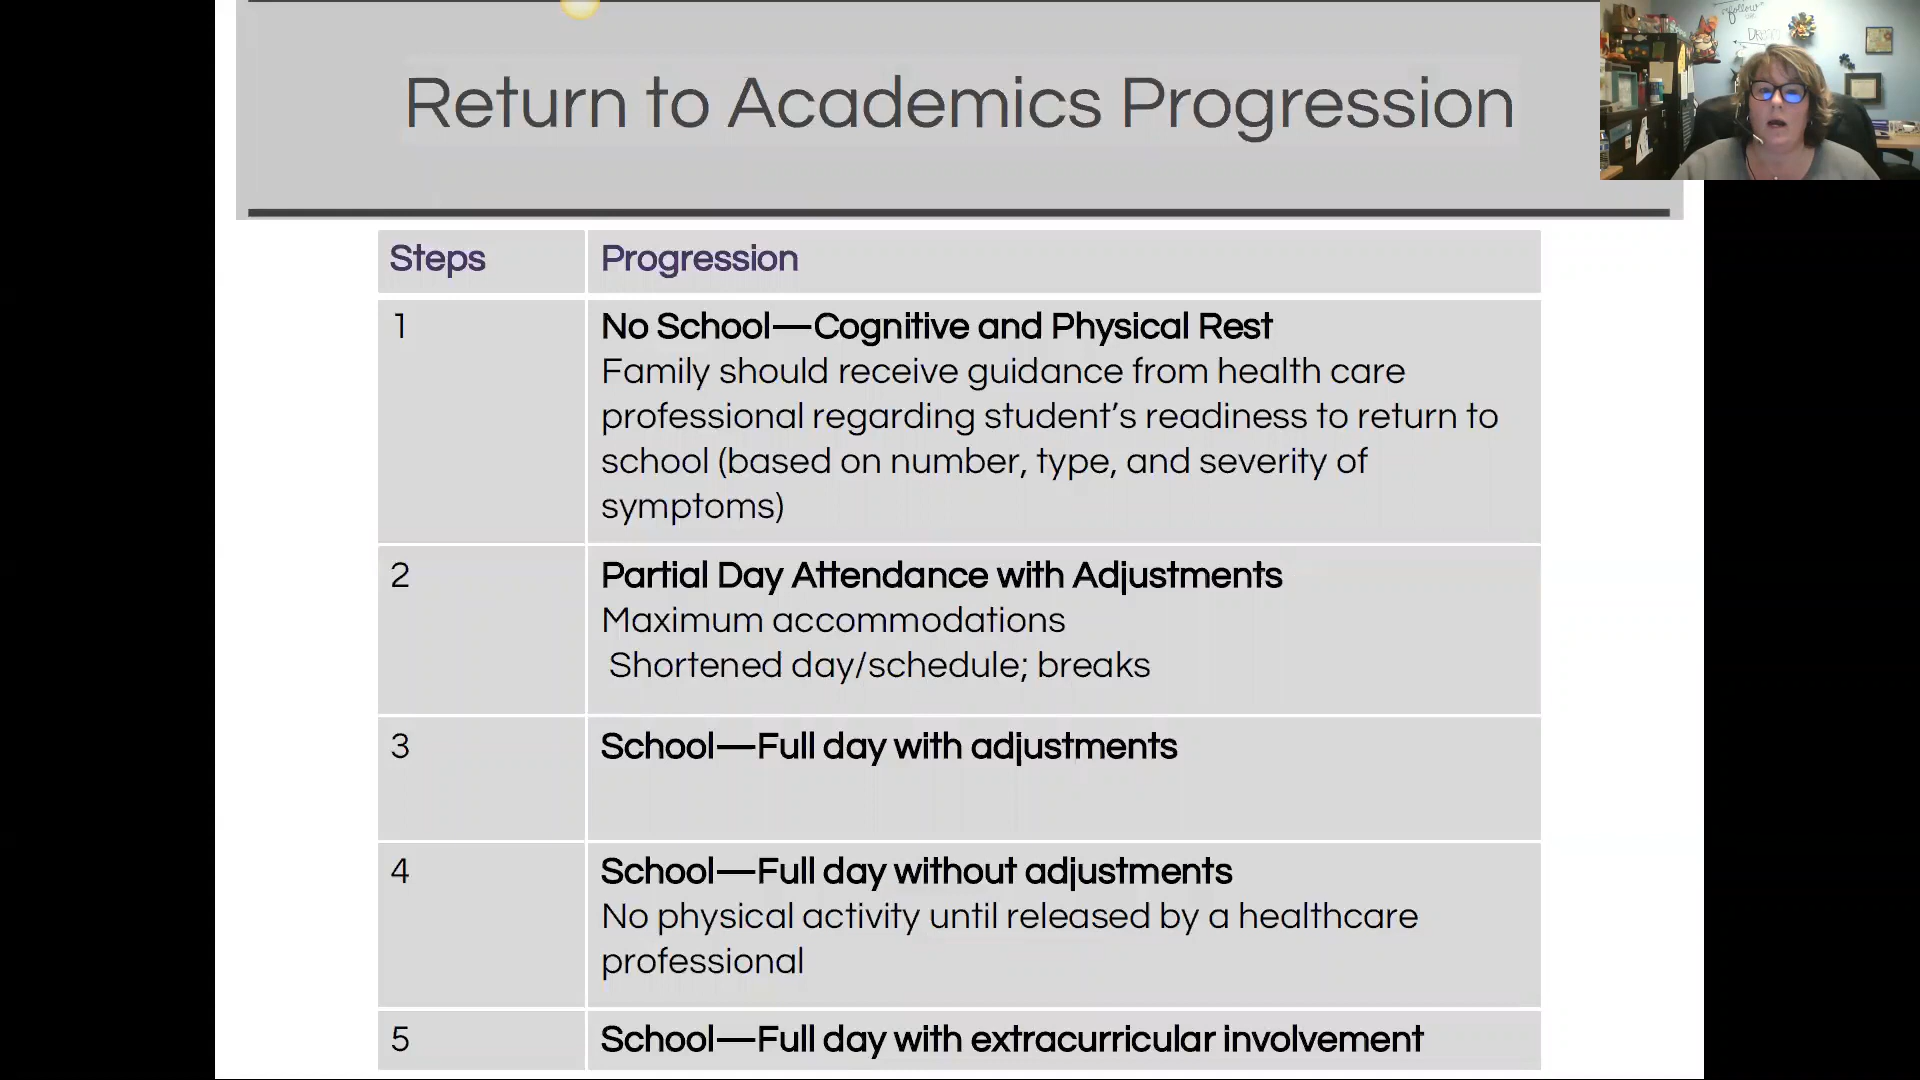 Return to Academics Progression
follow
Steps
Progression
1
No School—Cognitive and Physical Rest
Family should receive guidance from health care
professional regarding student’s readiness to return to
school (based on number, type, and severity of
symptoms)
2
Partial Day Attendance with Adjustments
Maximum accommodations
Shortened day/schedule; breaks
3
School—Full day with adjustments
4
School—Full day without adjustments
No physical activity until released by a healthcare
professional
5
School—Full day with extracurricular involvement